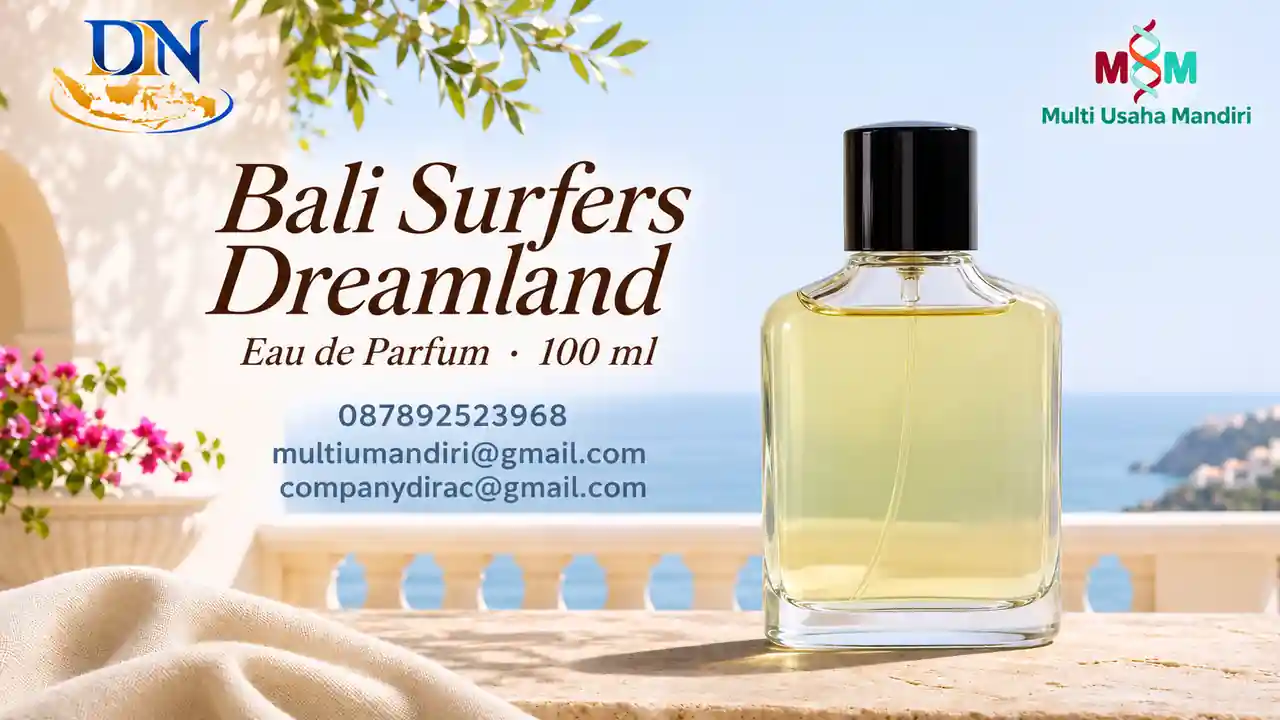 DN
MUM
Multi Usaha Mandiri
Bali Surfers
Dreamland
Eau de Parfum · 100 ml
087892523968
multiumandiri@gmail.com
companydirac@gmail.com